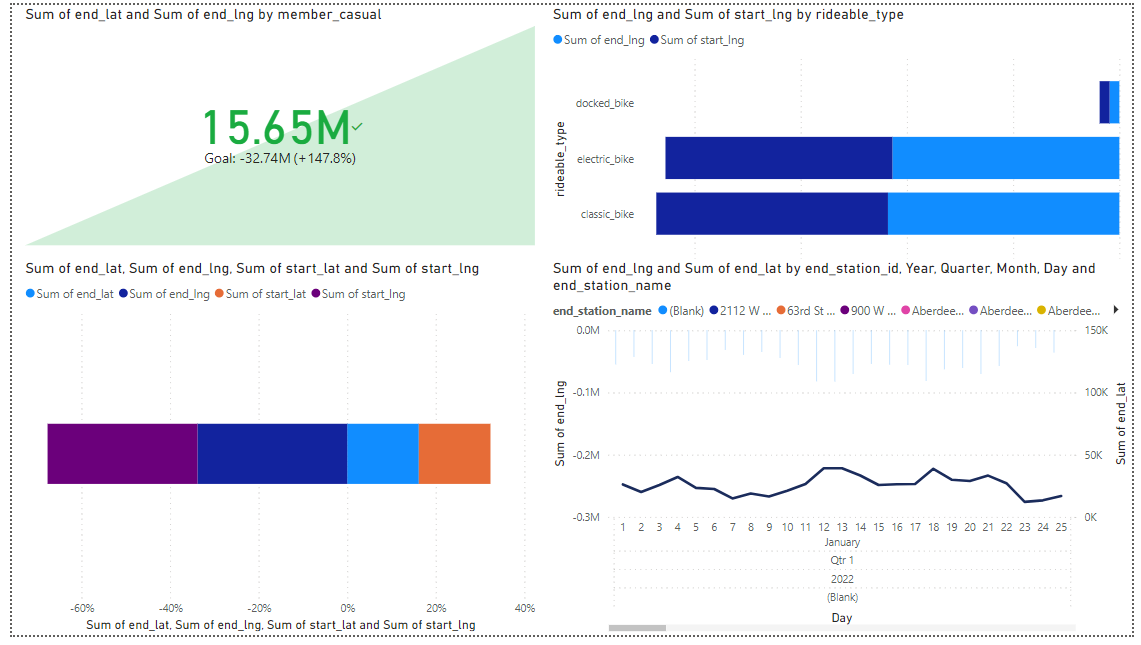 Sum of end_lat and Sum of end_lng by member_casual
15.65M✓
Goal: -32.74M (+147.8%)
Sum of end_lng and Sum of start_lng by rideable_type
Sum of end_lng Sum of start_lng
rideable_type
docked_bike
electric_bike
classic_bike
Sum of end_lat, Sum of end_lng, Sum of start_lat and Sum of start_lng
Sum of end_lat Sum of end_lng Sum of start_lat Sum of start_lng
-60% -40% -20% 0% 20% 40%
Sum of end_lat, Sum of end_lng, Sum of start_lat and Sum of start_lng
Sum of end_lng and Sum of end_lat by end_station_id, Year, Quarter, Month, Day and
end_station_name
end_station_name (Blank) 2112 W ... 63rd St ... 900 W ... Aberdee... Aberdee... Aberdee...
Sum of end_lng
0.0M
-0.1M
-0.2M
-0.3M
150K
100K
50K
0K
Sum of end_lat
1 2 3 4 5 6 7 8 9 10 11 12 13 14 15 16 17 18 19 20 21 22 23 24 25
January
Qtr 1
2022
(Blank)
Day